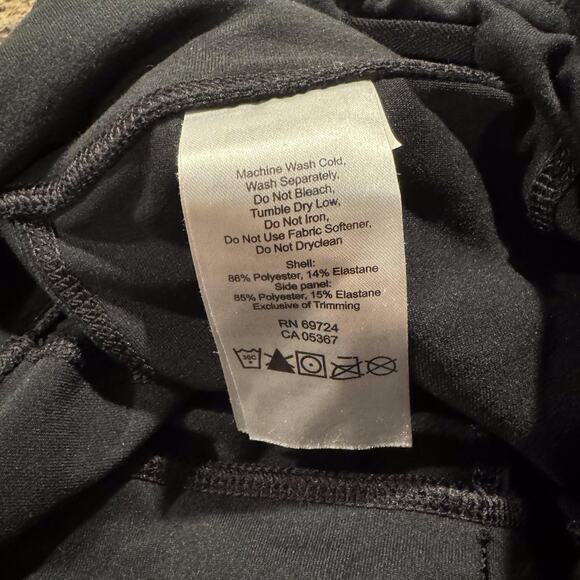 Machine Wash Cold,
Wash Separately,
Do Not Bleach,
Tumble Dry Low,
Do Not Iron,
Do Not Use Fabric Softener,
Do Not Dryclean
Shell:
86% Polyester, 14% Elastane
Side panel:
85% Polyester, 15% Elastane
Exclusive of Trimming
RN 69724
CA 05367
30C